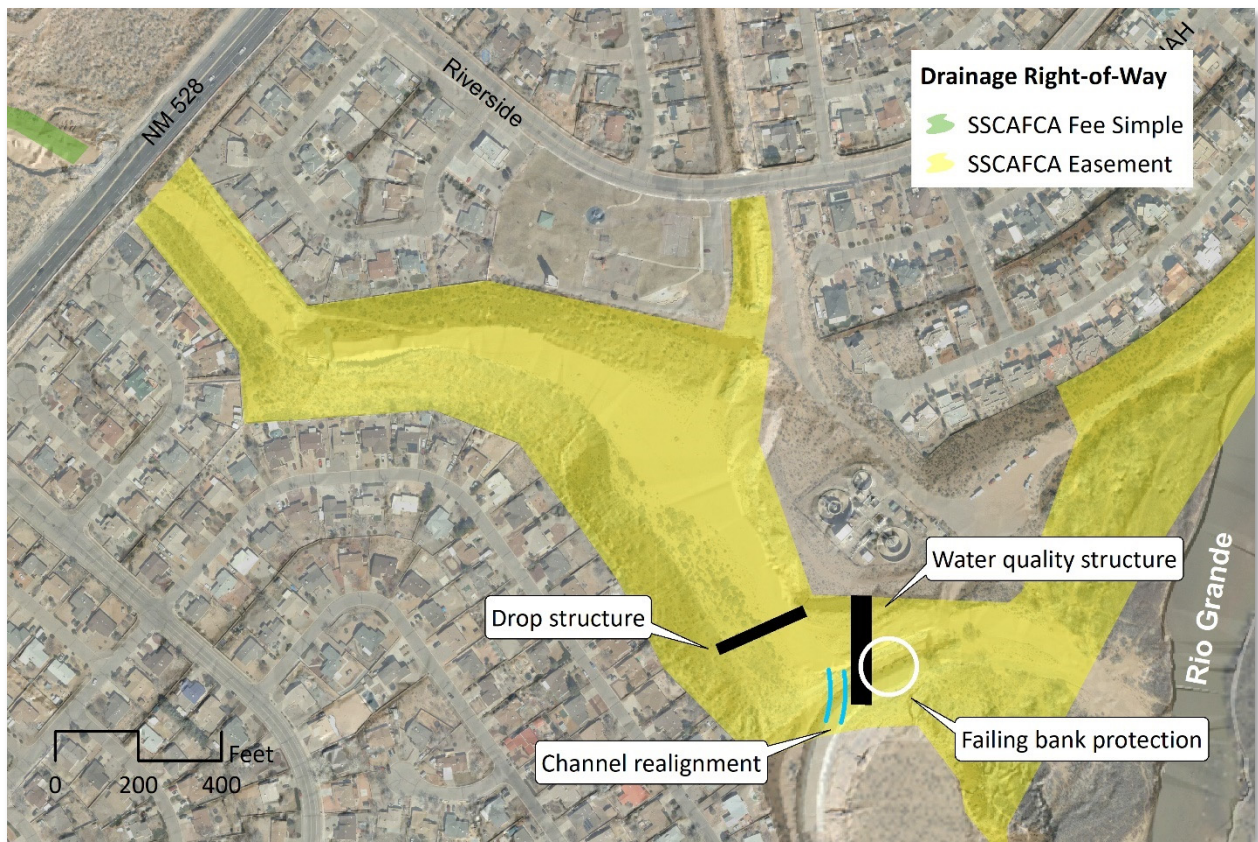 NM 528
Riverside
NAH
Drainage Right-of-Way
SSCAFCA Fee Simple
SSCAFCA Easement
Water quality structure
Drop structure
Rio Grande
Channel realignment
Failing bank protection
Feet
0 200 400